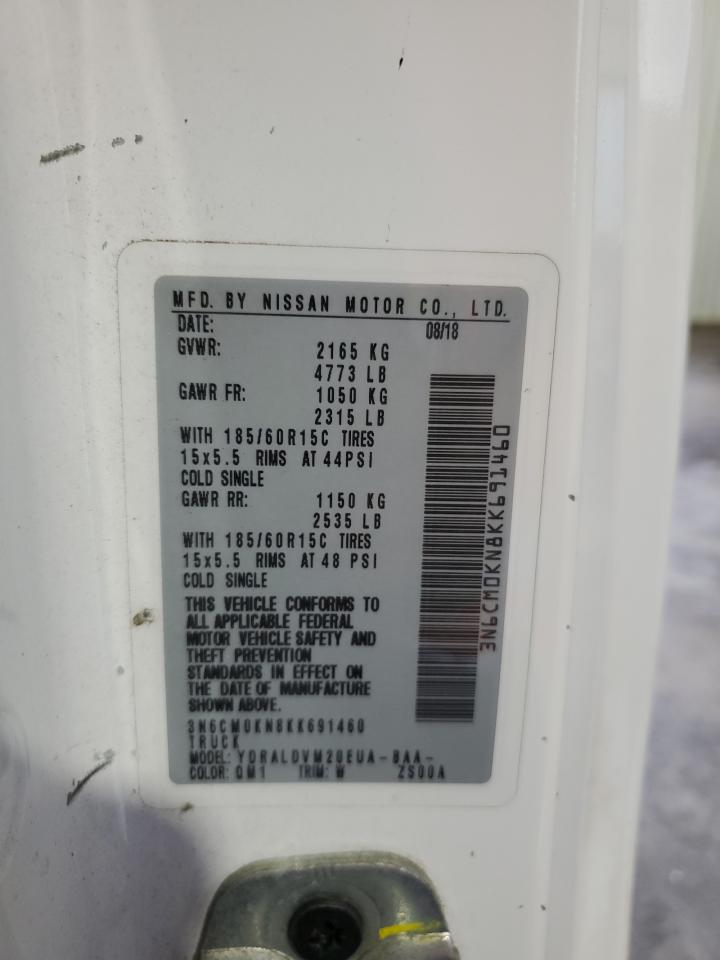 MFD. BY NISSAN MOTOR CO., LTD.
DATE: 08/18
GVWR: 2165 KG
4773 LB
GAWR FR: 1050 KG
2315 LB
WITH 185/60R15C TIRES
15x5.5 RIMS AT 44PSI
COLD SINGLE
GAWR RR: 1150 KG
2535 LB
WITH 185/60R15C TIRES
15x5.5 RIMS AT 48 PSI
COLD SINGLE
THIS VEHICLE CONFORMS TO
ALL APPLICABLE FEDERAL
MOTOR VEHICLE SAFETY AND
THEFT PREVENTION
STANDARDS IN EFFECT ON
THE DATE OF MANUFACTURE
SHOWN ABOVE.
3N6CM0KN8KK691460
TRUCK
MODEL: YDRALDVM20EUA-BAA-
COLOR: QM1 TRIM: W ZS00A
3N6CM0KN8KK691460